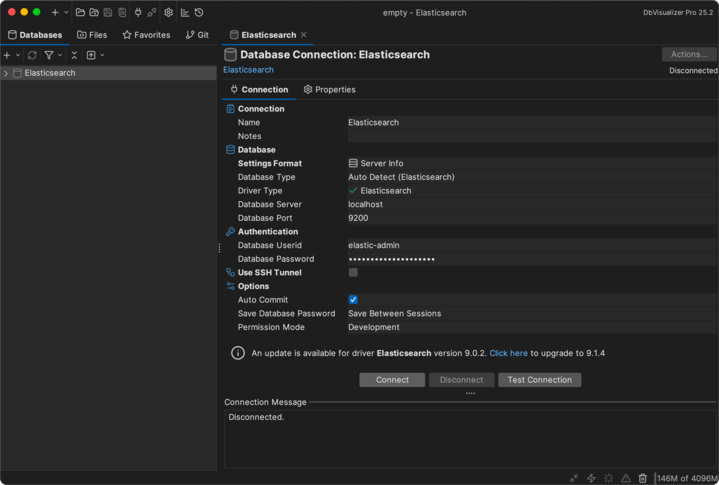 empty - Elasticsearch
DbVisualizer Pro 25.2
Databases Files Favorites Git
Elasticsearch
Elasticsearch
Database Connection: Elasticsearch
Actions...
Elasticsearch
Disconnected
Connection Properties
Connection
Name Elasticsearch
Notes
Database
Settings Format Server Info
Database Type Auto Detect (Elasticsearch)
Driver Type Elasticsearch
Database Server localhost
Database Port 9200
Authentication
Database Userid elastic-admin
Database Password ••••••••••••••••••••
Use SSH Tunnel
Options
Auto Commit
Save Database Password Save Between Sessions
Permission Mode Development
An update is available for driver Elasticsearch version 9.0.2. Click here to upgrade to 9.1.4
Connect Disconnect Test Connection
Connection Message
Disconnected.
146M of 4096M